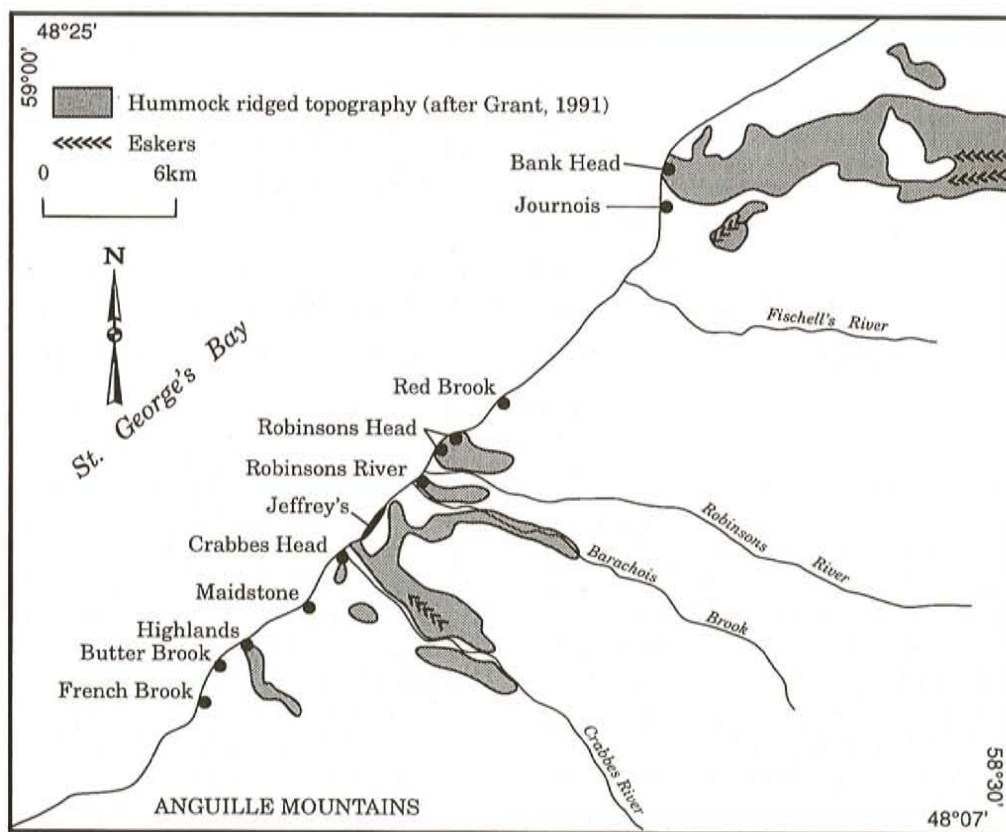 48°25'
59°00'
Hummock ridged topography (after Grant, 1991)
Eskers
0 6km
N
St. George's Bay
Bank Head
Journois
Fischell's River
Red Brook
Robinsons Head
Robinsons River
Jeffrey's
Crabbes Head
Maidstone
Highlands
Butter Brook
French Brook
Robinsons River
Barachois Brook
Crabbes River
ANGUILLE MOUNTAINS
58°30'
48°07'